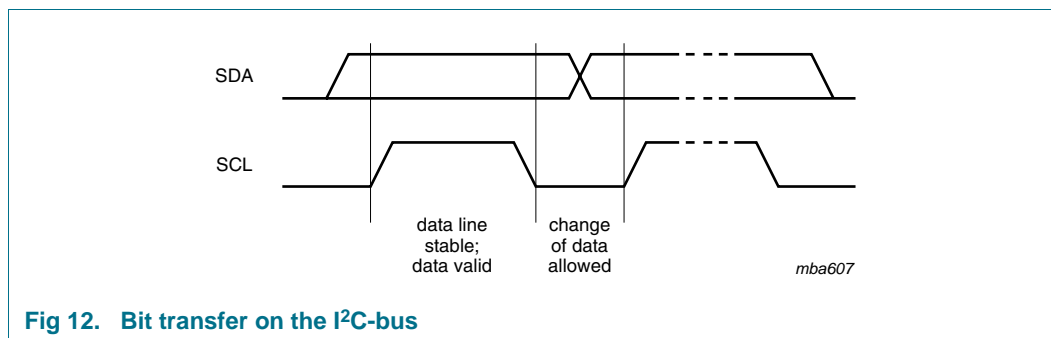 SDA
SCL
data line
stable;
data valid
change
of data
allowed
mba607
Fig 12. Bit transfer on the I²C-bus